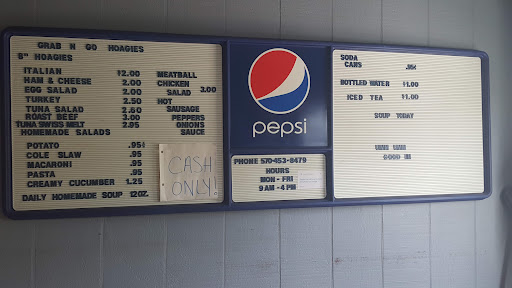 GRAB N GO HOAGIES
8" HOAGIES
ITALIAN $2.00
HAM & CHEESE 2.00
EGG SALAD 2.00
TURKEY 2.50
TUNA SALAD 2.60
ROAST BEEF 3.00
TUNA SWISS MELT 2.95
HOMEMADE SALADS
POTATO .95¢
COLE SLAW .95
MACARONI .95
PASTA .95
CREAMY CUCUMBER 1.25
DAILY HOMEMADE SOUP 12OZ.
MEATBALL
CHICKEN
SALAD 3.00
HOT
SAUSAGE
PEPPERS
ONIONS
SAUCE
CASH
ONLY!
pepsi
PHONE 570-453-8479
HOURS
MON - FRI
9 AM - 4 PM
SODA
CANS .95¢
BOTTLED WATER $1.00
ICED TEA $1.00
SOUP TODAY